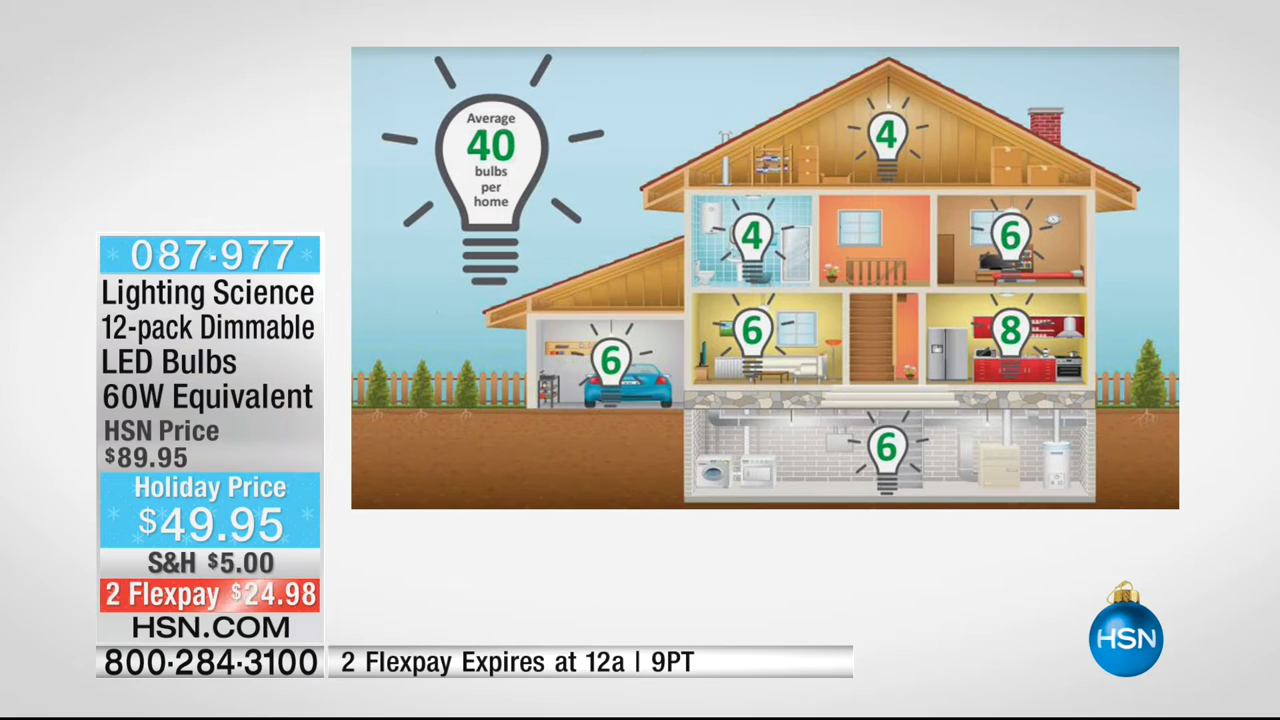 Average
40
bulbs
per
home
4
4
6
6
8
6
6
087·977
Lighting Science
12-pack Dimmable
LED Bulbs
60W Equivalent
HSN Price
$89.95
Holiday Price
$49.95
S&H $5.00
2 Flexpay $24.98
HSN.COM
800·284·3100
2 Flexpay Expires at 12a | 9PT
HSN